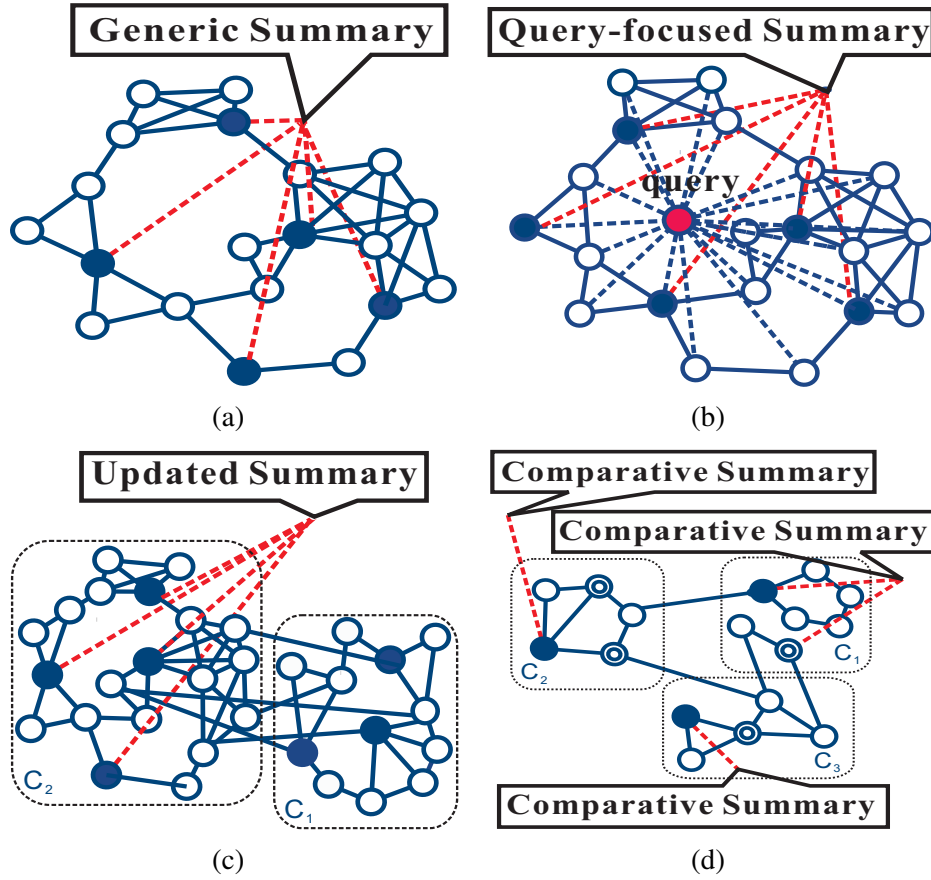 Generic Summary
Query-focused Summary
query
(a)
(b)
Updated Summary
C2
C1
(c)
Comparative Summary
Comparative Summary
C2
C1
C3
Comparative Summary
(d)